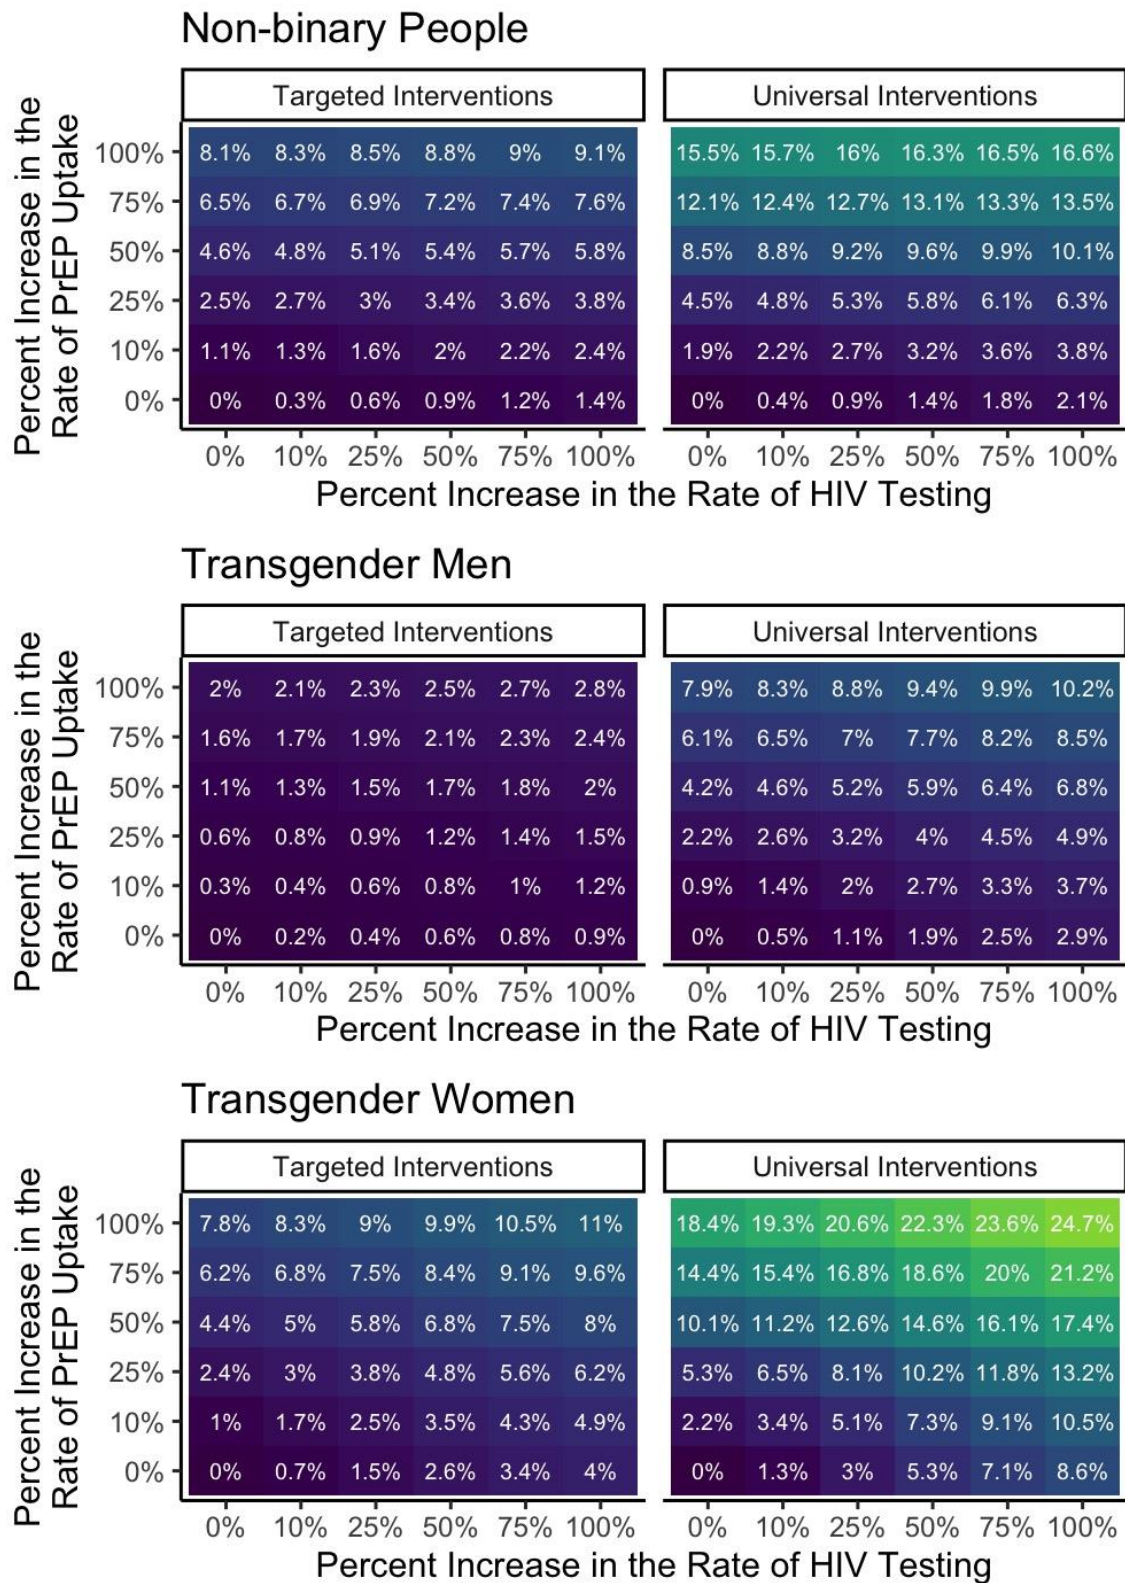 Non-binary People
Targeted Interventions Universal Interventions
Percent Increase in the
Rate of PrEP Uptake
100% 8.1% 8.3% 8.5% 8.8% 9% 9.1% 15.5% 15.7% 16% 16.3% 16.5% 16.6%
75% 6.5% 6.7% 6.9% 7.2% 7.4% 7.6% 12.1% 12.4% 12.7% 13.1% 13.3% 13.5%
50% 4.6% 4.8% 5.1% 5.4% 5.7% 5.8% 8.5% 8.8% 9.2% 9.6% 9.9% 10.1%
25% 2.5% 2.7% 3% 3.4% 3.6% 3.8% 4.5% 4.8% 5.3% 5.8% 6.1% 6.3%
10% 1.1% 1.3% 1.6% 2% 2.2% 2.4% 1.9% 2.2% 2.7% 3.2% 3.6% 3.8%
0% 0% 0.3% 0.6% 0.9% 1.2% 1.4% 0% 0.4% 0.9% 1.4% 1.8% 2.1%
0% 10% 25% 50% 75% 100% 0% 10% 25% 50% 75% 100%
Percent Increase in the Rate of HIV Testing
Transgender Men
Targeted Interventions Universal Interventions
Percent Increase in the
Rate of PrEP Uptake
100% 2% 2.1% 2.3% 2.5% 2.7% 2.8% 7.9% 8.3% 8.8% 9.4% 9.9% 10.2%
75% 1.6% 1.7% 1.9% 2.1% 2.3% 2.4% 6.1% 6.5% 7% 7.7% 8.2% 8.5%
50% 1.1% 1.3% 1.5% 1.7% 1.8% 2% 4.2% 4.6% 5.2% 5.9% 6.4% 6.8%
25% 0.6% 0.8% 0.9% 1.2% 1.4% 1.5% 2.2% 2.6% 3.2% 4% 4.5% 4.9%
10% 0.3% 0.4% 0.6% 0.8% 1% 1.2% 0.9% 1.4% 2% 2.7% 3.3% 3.7%
0% 0% 0.2% 0.4% 0.6% 0.8% 0.9% 0% 0.5% 1.1% 1.9% 2.5% 2.9%
0% 10% 25% 50% 75% 100% 0% 10% 25% 50% 75% 100%
Percent Increase in the Rate of HIV Testing
Transgender Women
Targeted Interventions Universal Interventions
Percent Increase in the
Rate of PrEP Uptake
100% 7.8% 8.3% 9% 9.9% 10.5% 11% 18.4% 19.3% 20.6% 22.3% 23.6% 24.7%
75% 6.2% 6.8% 7.5% 8.4% 9.1% 9.6% 14.4% 15.4% 16.8% 18.6% 20% 21.2%
50% 4.4% 5% 5.8% 6.8% 7.5% 8% 10.1% 11.2% 12.6% 14.6% 16.1% 17.4%
25% 2.4% 3% 3.8% 4.8% 5.6% 6.2% 5.3% 6.5% 8.1% 10.2% 11.8% 13.2%
10% 1% 1.7% 2.5% 3.5% 4.3% 4.9% 2.2% 3.4% 5.1% 7.3% 9.1% 10.5%
0% 0% 0.7% 1.5% 2.6% 3.4% 4% 0% 1.3% 3% 5.3% 7.1% 8.6%
0% 10% 25% 50% 75% 100% 0% 10% 25% 50% 75% 100%
Percent Increase in the Rate of HIV Testing